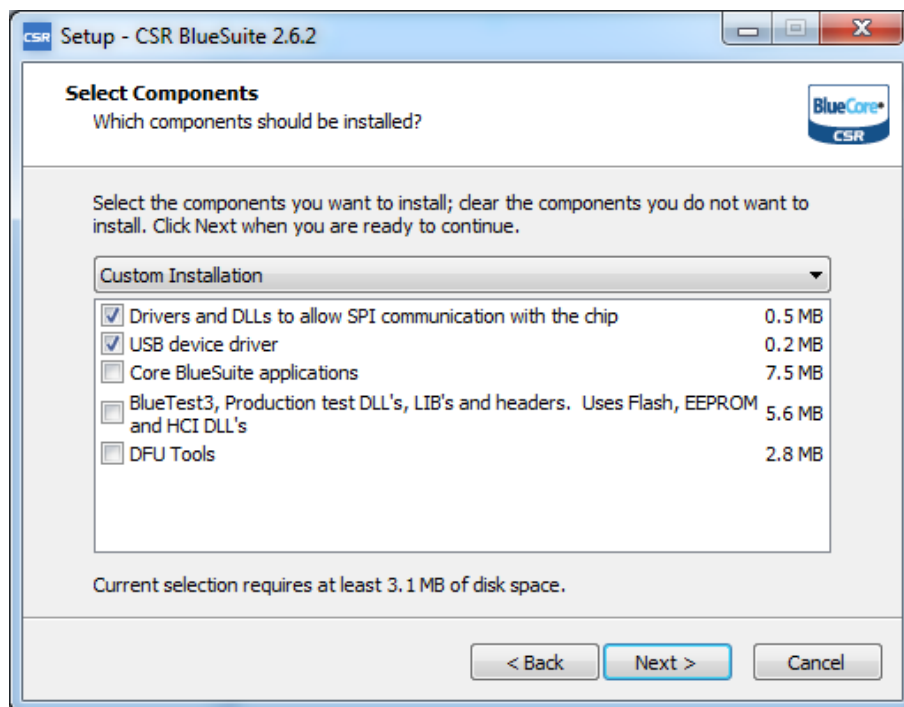 CSR Setup - CSR BlueSuite 2.6.2
Select Components
Which components should be installed?
BlueCore
CSR
Select the components you want to install; clear the components you do not want to
install. Click Next when you are ready to continue.
Custom Installation
Drivers and DLLs to allow SPI communication with the chip 0.5 MB
USB device driver 0.2 MB
Core BlueSuite applications 7.5 MB
BlueTest3, Production test DLL's, LIB's and headers. Uses Flash, EEPROM 5.6 MB
and HCI DLL's
DFU Tools 2.8 MB
Current selection requires at least 3.1 MB of disk space.
< Back Next > Cancel